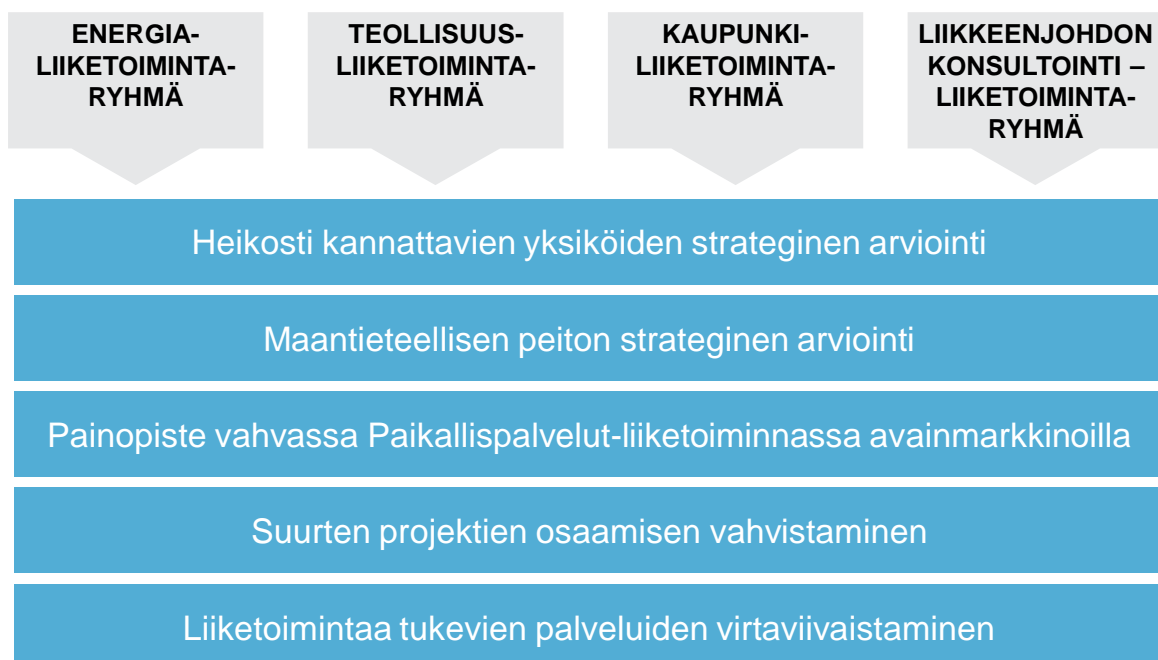 ENERGIA-
LIIKETOIMINTA-
RYHMÄ
TEOLLISUUS-
LIIKETOIMINTA-
RYHMÄ
KAUPUNKI-
LIIKETOIMINTA-
RYHMÄ
LIIKKEENJOHDON
KONSULTOINTI –
LIIKETOIMINTA-
RYHMÄ
Heikosti kannattavien yksiköiden strateginen arviointi
Maantieteellisen peiton strateginen arviointi
Painopiste vahvassa Paikallispalvelut-liiketoiminnassa avainmarkkinoilla
Suurten projektien osaamisen vahvistaminen
Liiketoimintaa tukevien palveluiden virtaviivaistaminen